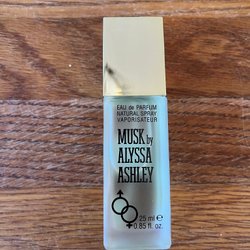 EAU de PARFUM
NATURAL SPRAY
VAPORISATEUR
MUSK by
ALYSSA
ASHLEY
25 ml ℮
0.85 fl. oz.